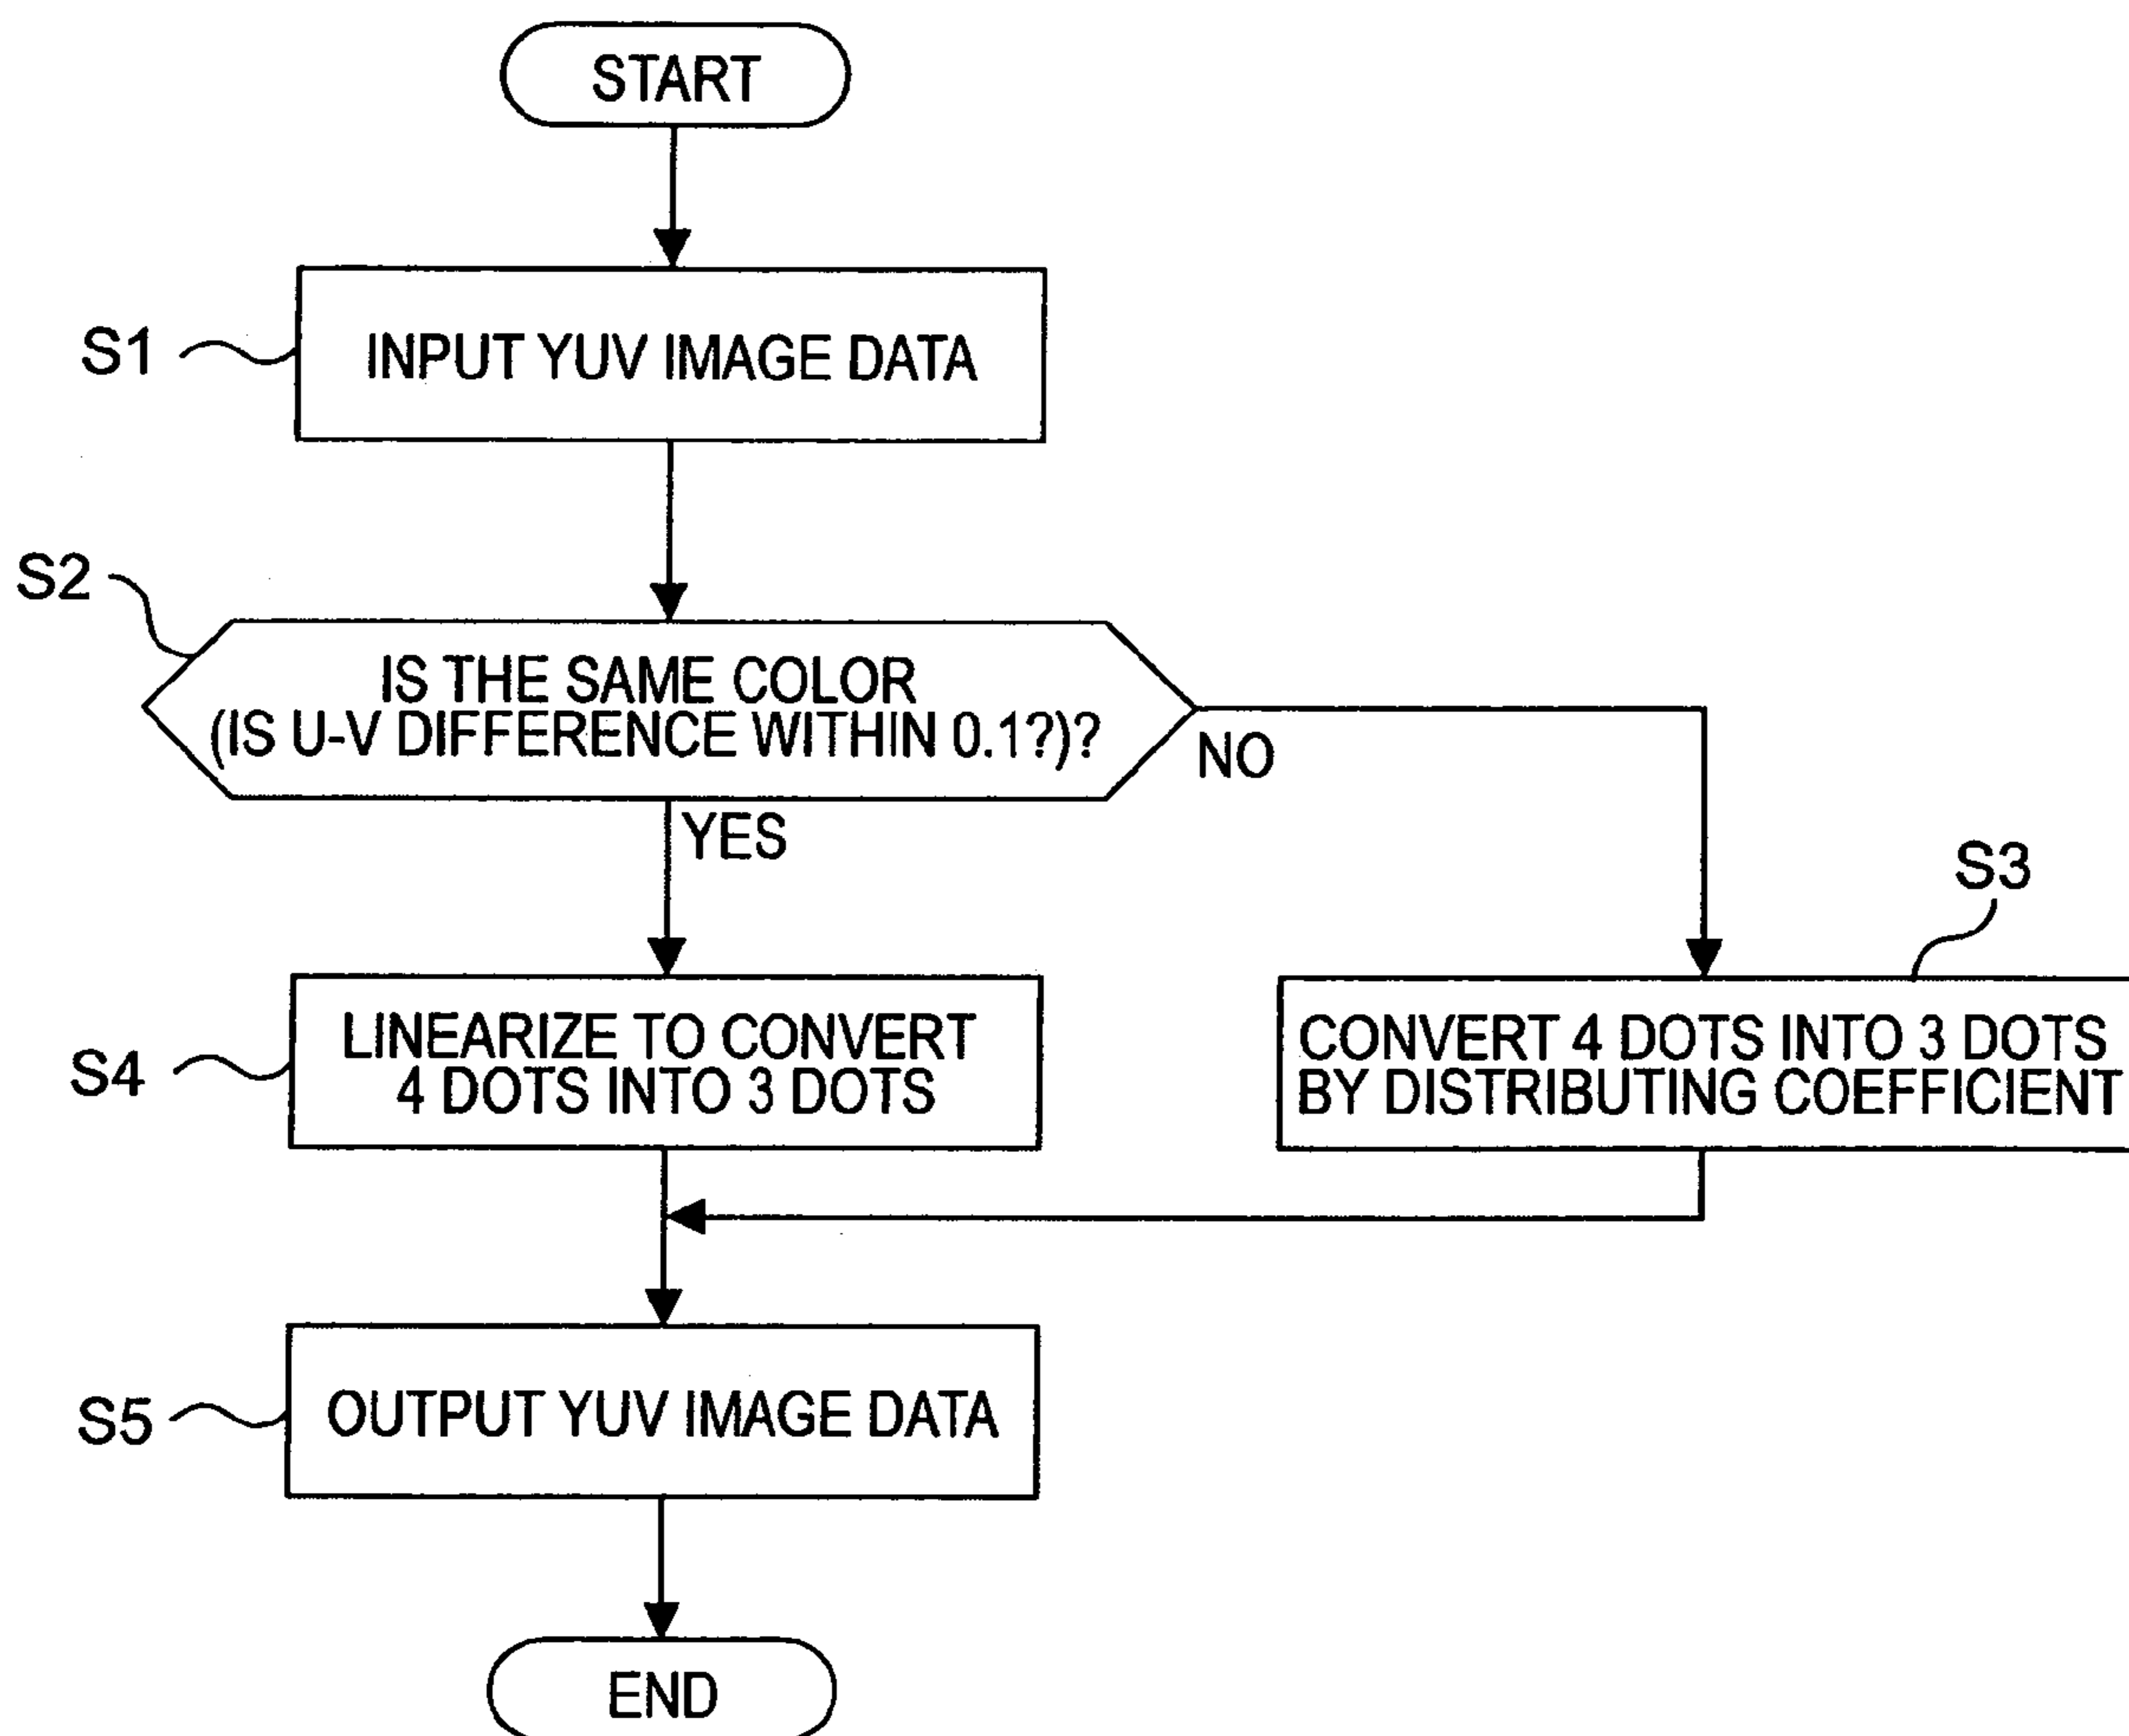 START
S1
INPUT YUV IMAGE DATA
S2
IS THE SAME COLOR
(IS U-V DIFFERENCE WITHIN 0.1?)?
NO
YES
S3
S4
LINEARIZE TO CONVERT
4 DOTS INTO 3 DOTS
CONVERT 4 DOTS INTO 3 DOTS
BY DISTRIBUTING COEFFICIENT
S5
OUTPUT YUV IMAGE DATA
END